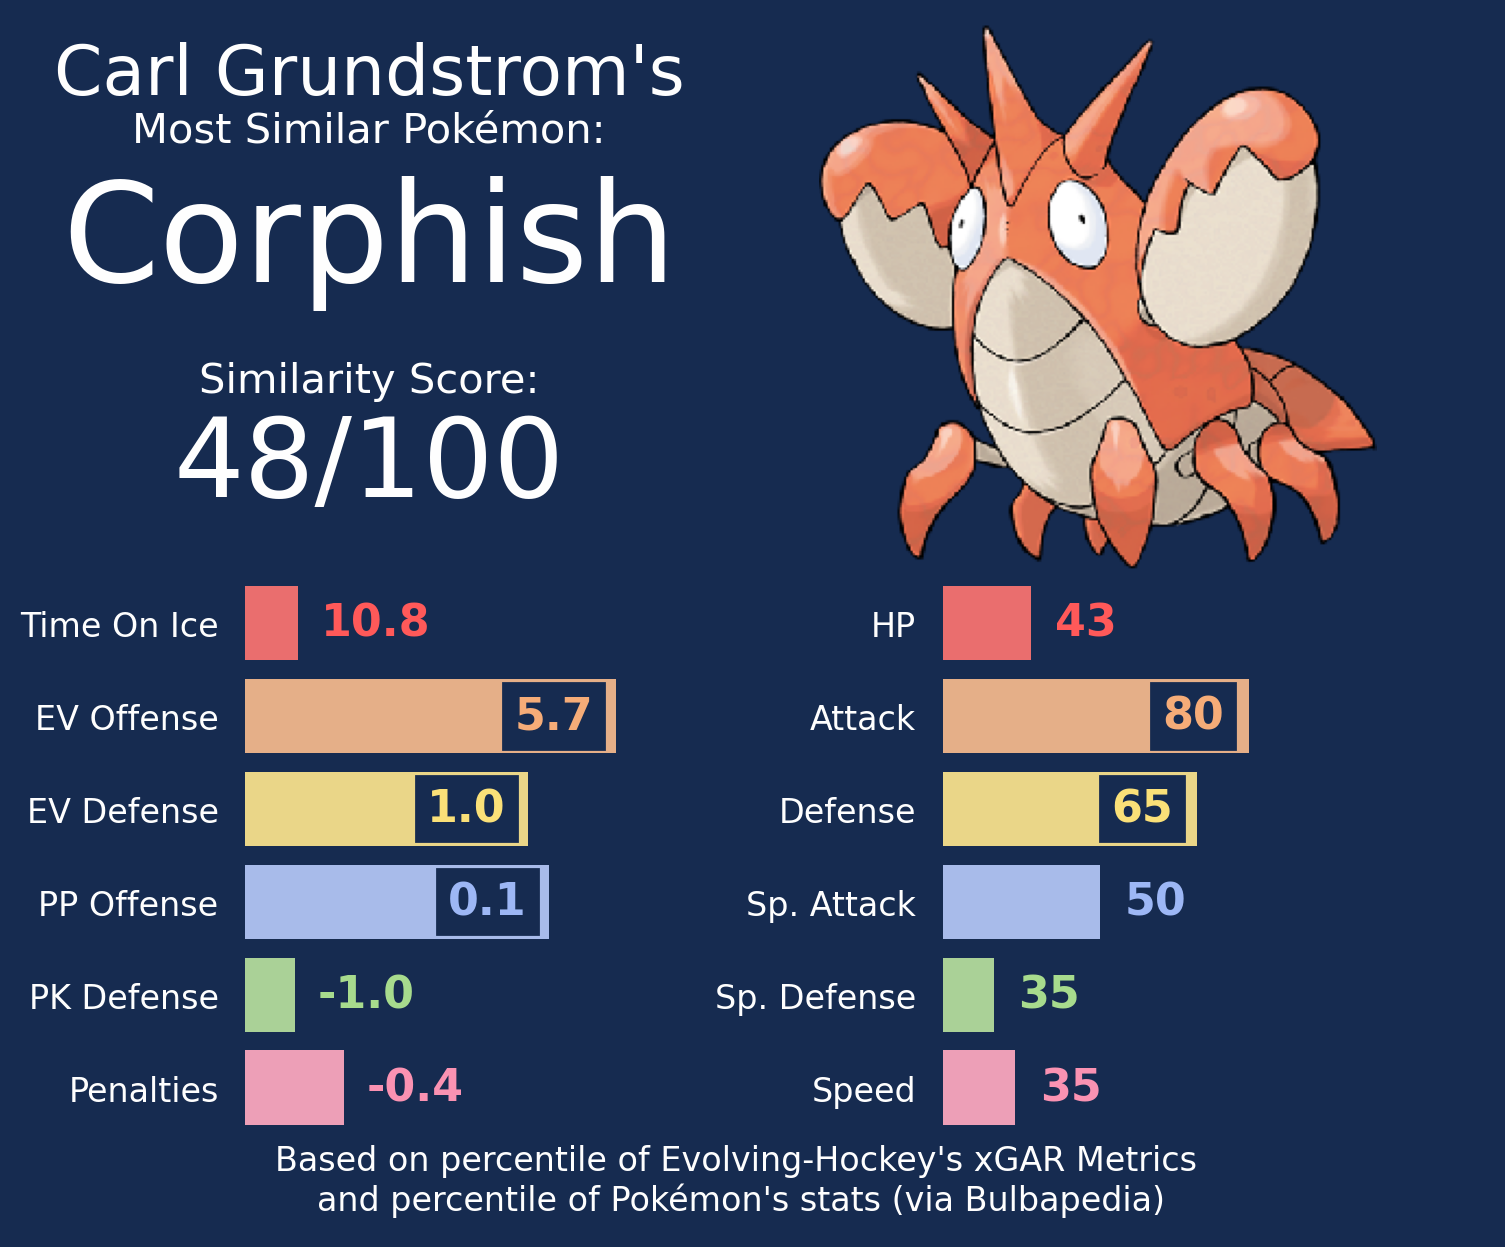 Carl Grundstrom's
Most Similar Pokémon:
Corphish
Similarity Score:
48/100
Time On Ice 10.8
EV Offense 5.7
EV Defense 1.0
PP Offense 0.1
PK Defense -1.0
Penalties -0.4
HP 43
Attack 80
Defense 65
Sp. Attack 50
Sp. Defense 35
Speed 35
Based on percentile of Evolving-Hockey's xGAR Metrics
and percentile of Pokémon's stats (via Bulbapedia)